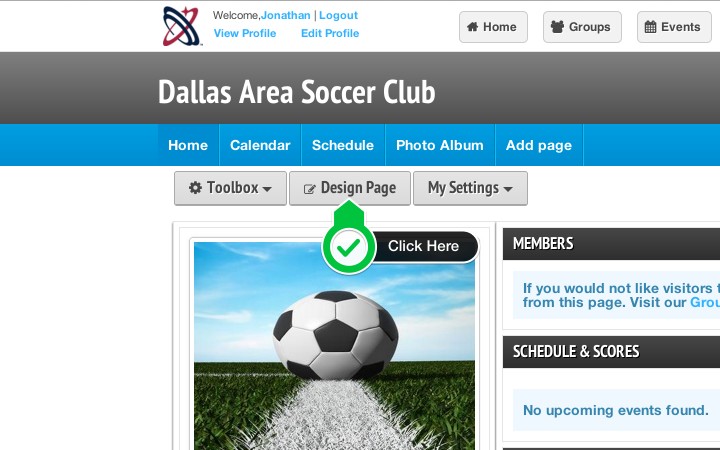 Welcome,Jonathan | Logout
View Profile Edit Profile
Home Groups Events
Dallas Area Soccer Club
Home Calendar Schedule Photo Album Add page
Toolbox Design Page My Settings
Click Here
MEMBERS
If you would not like visitors
from this page. Visit our
SCHEDULE & SCORES
No upcoming events found.